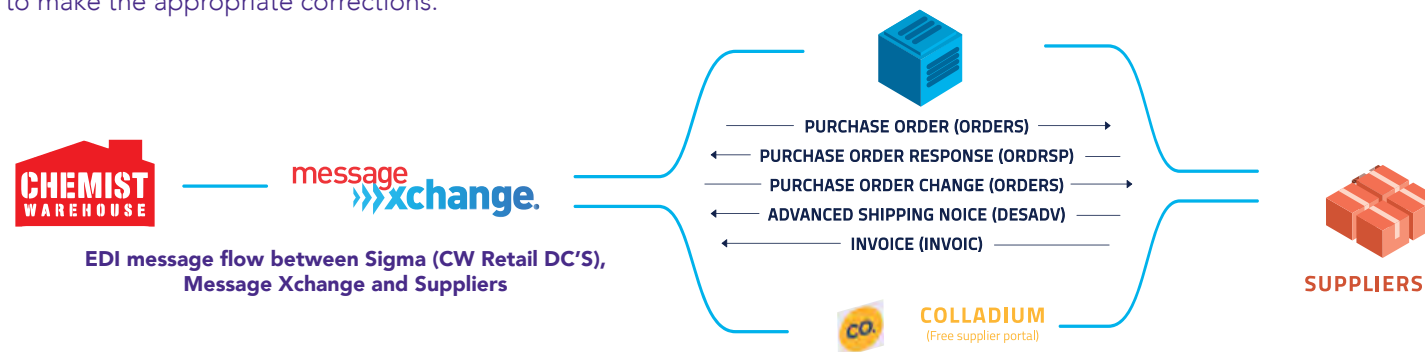 to make the appropriate corrections.
CHEMIST
WAREHOUSE
message
xchange.
EDI message flow between Sigma (CW Retail DC'S),
Message Xchange and Suppliers
PURCHASE ORDER (ORDERS)
PURCHASE ORDER RESPONSE (ORDRSP)
PURCHASE ORDER CHANGE (ORDERS)
ADVANCED SHIPPING NOICE (DESADV)
INVOICE (INVOIC)
CO.
COLLADIUM
(Free supplier portal)
SUPPLIERS